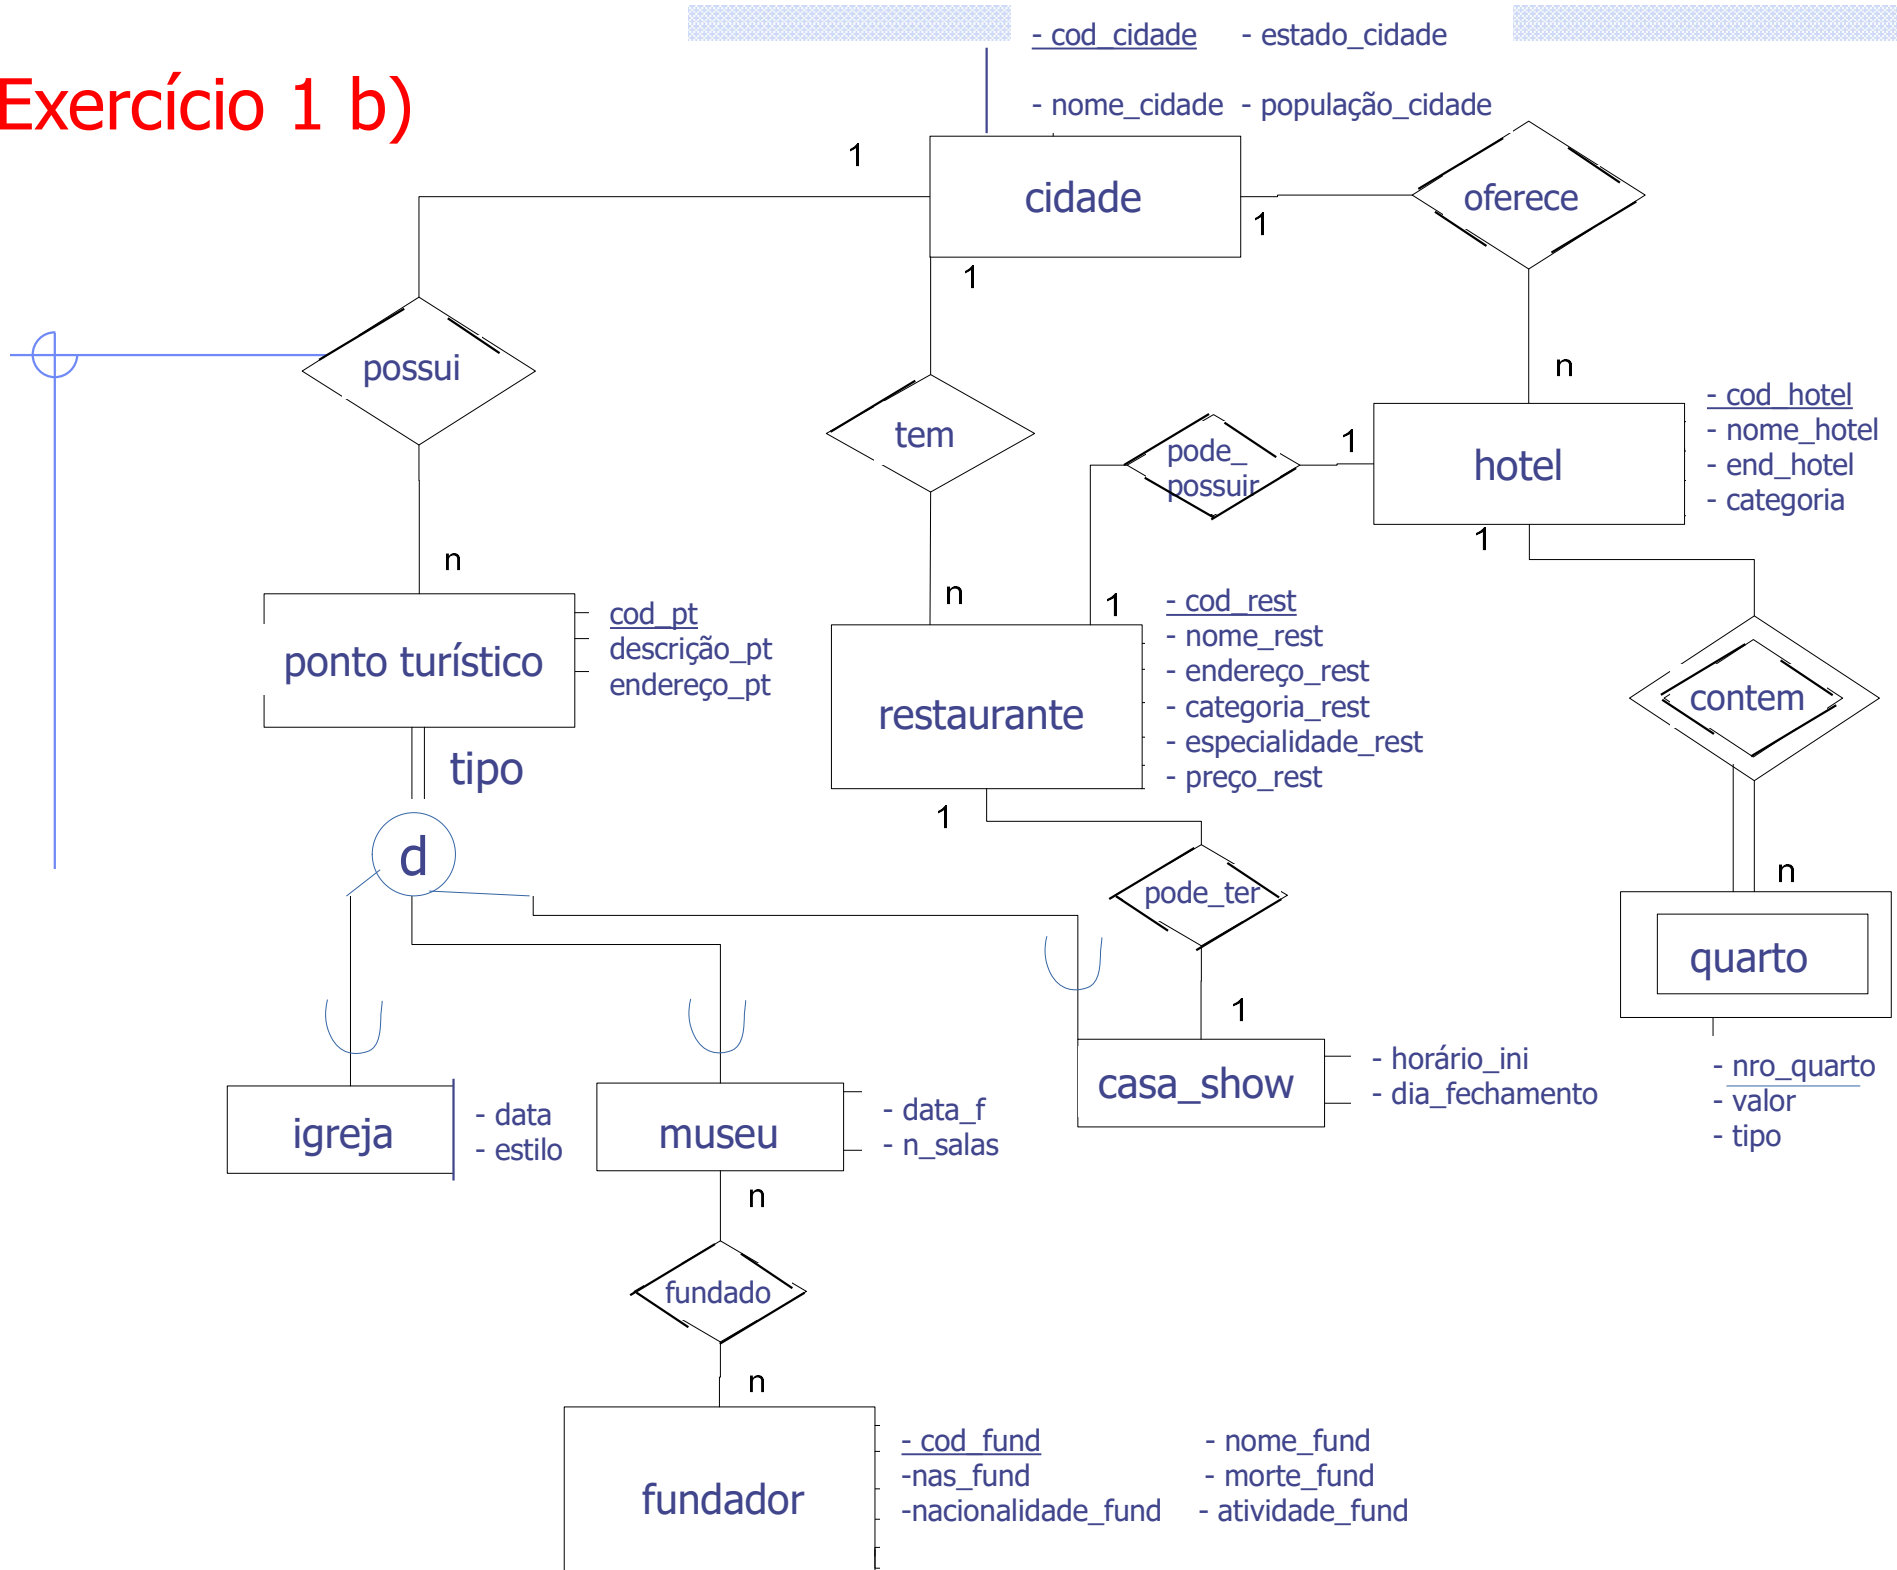 - cod_cidade - estado_cidade
Exercício 1 b)
- nome_cidade - população_cidade
1
cidade
oferece
1
1
possui
n
tem
pode_
possuir
1
hotel
- cod_hotel
- nome_hotel
- end_hotel
- categoria
1
n
n
1
ponto turístico
cod_pt
descrição_pt
endereço_pt
restaurante
- cod_rest
- nome_rest
- endereço_rest
- categoria_rest
- especialidade_rest
- preço_rest
contem
tipo
1
d
pode_ter
n
quarto
1
casa_show
- horário_ini
- dia_fechamento
- nro_quarto
- valor
- tipo
igreja
- data
- estilo
museu
- data_f
- n_salas
n
fundado
n
fundador
- cod_fund - nome_fund
-nas_fund - morte_fund
-nacionalidade_fund - atividade_fund